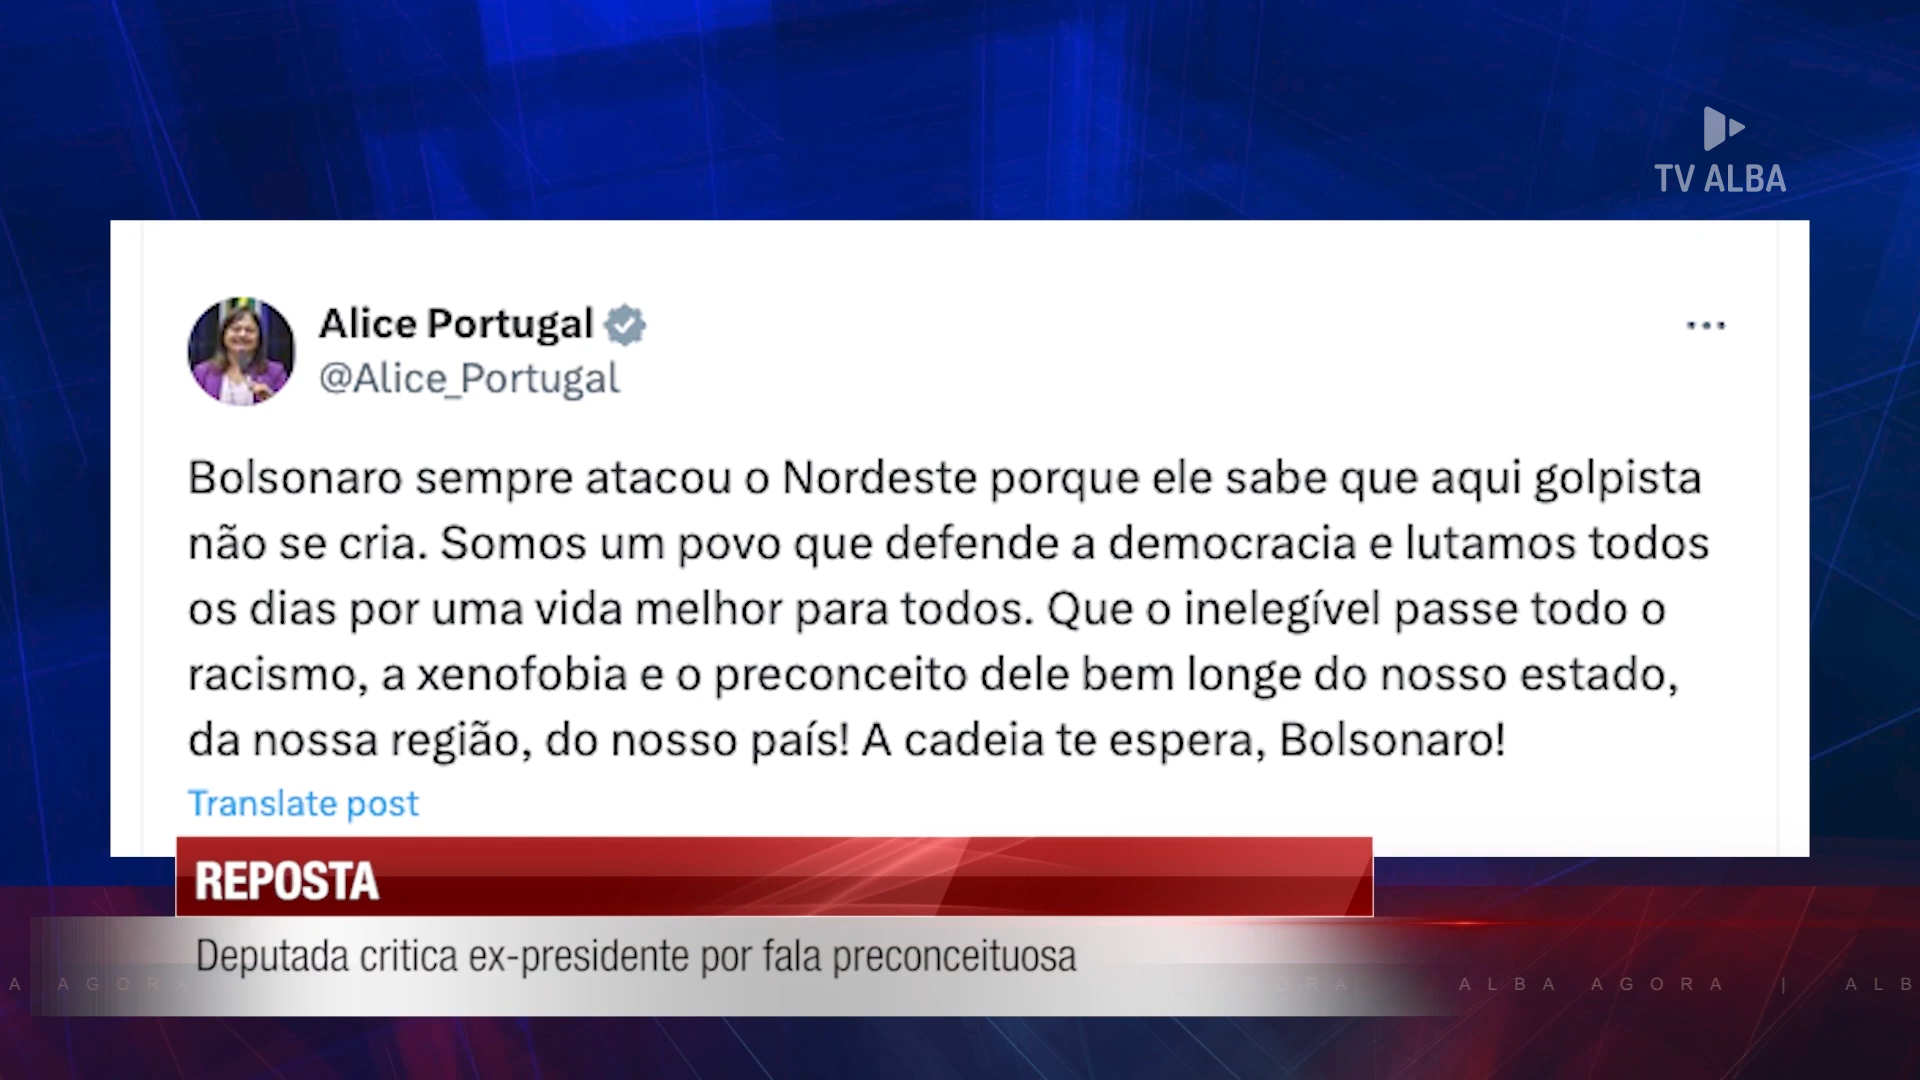 TV ALBA
Alice Portugal
@Alice_Portugal
Bolsonaro sempre atacou o Nordeste porque ele sabe que aqui golpista
não se cria. Somos um povo que defende a democracia e lutamos todos
os dias por uma vida melhor para todos. Que o inelegível passe todo o
racismo, a xenofobia e o preconceito dele bem longe do nosso estado,
da nossa região, do nosso país! A cadeia te espera, Bolsonaro!
Translate post
REPOSTA
Deputada critica ex-presidente por fala preconceituosa
A AGORA ALBA AGORA | ALB